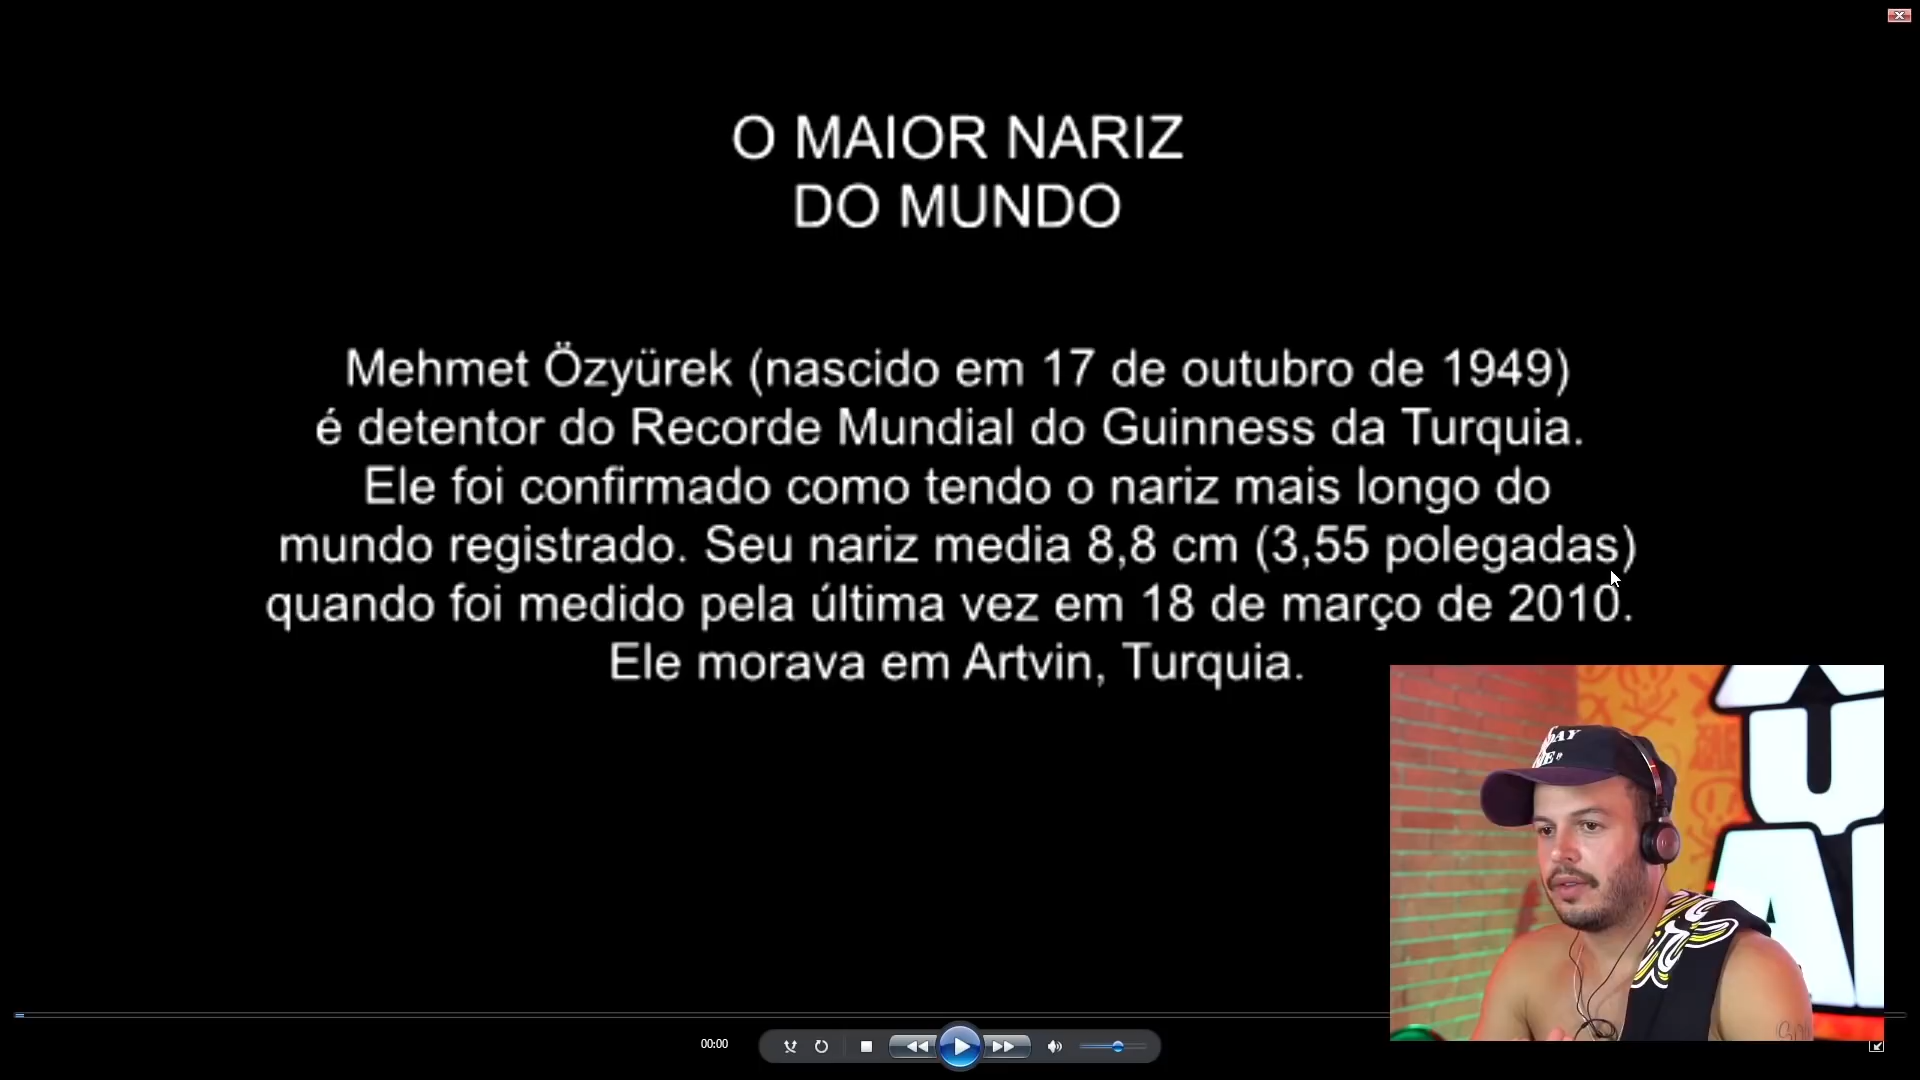 O MAIOR NARIZ
DO MUNDO
Mehmet Özyürek (nascido em 17 de outubro de 1949)
é detentor do Recorde Mundial do Guinness da Turquia.
Ele foi confirmado como tendo o nariz mais longo do
mundo registrado. Seu nariz media 8,8 cm (3,55 polegadas)
quando foi medido pela última vez em 18 de março de 2010.
Ele morava em Artvin, Turquia.
00:00